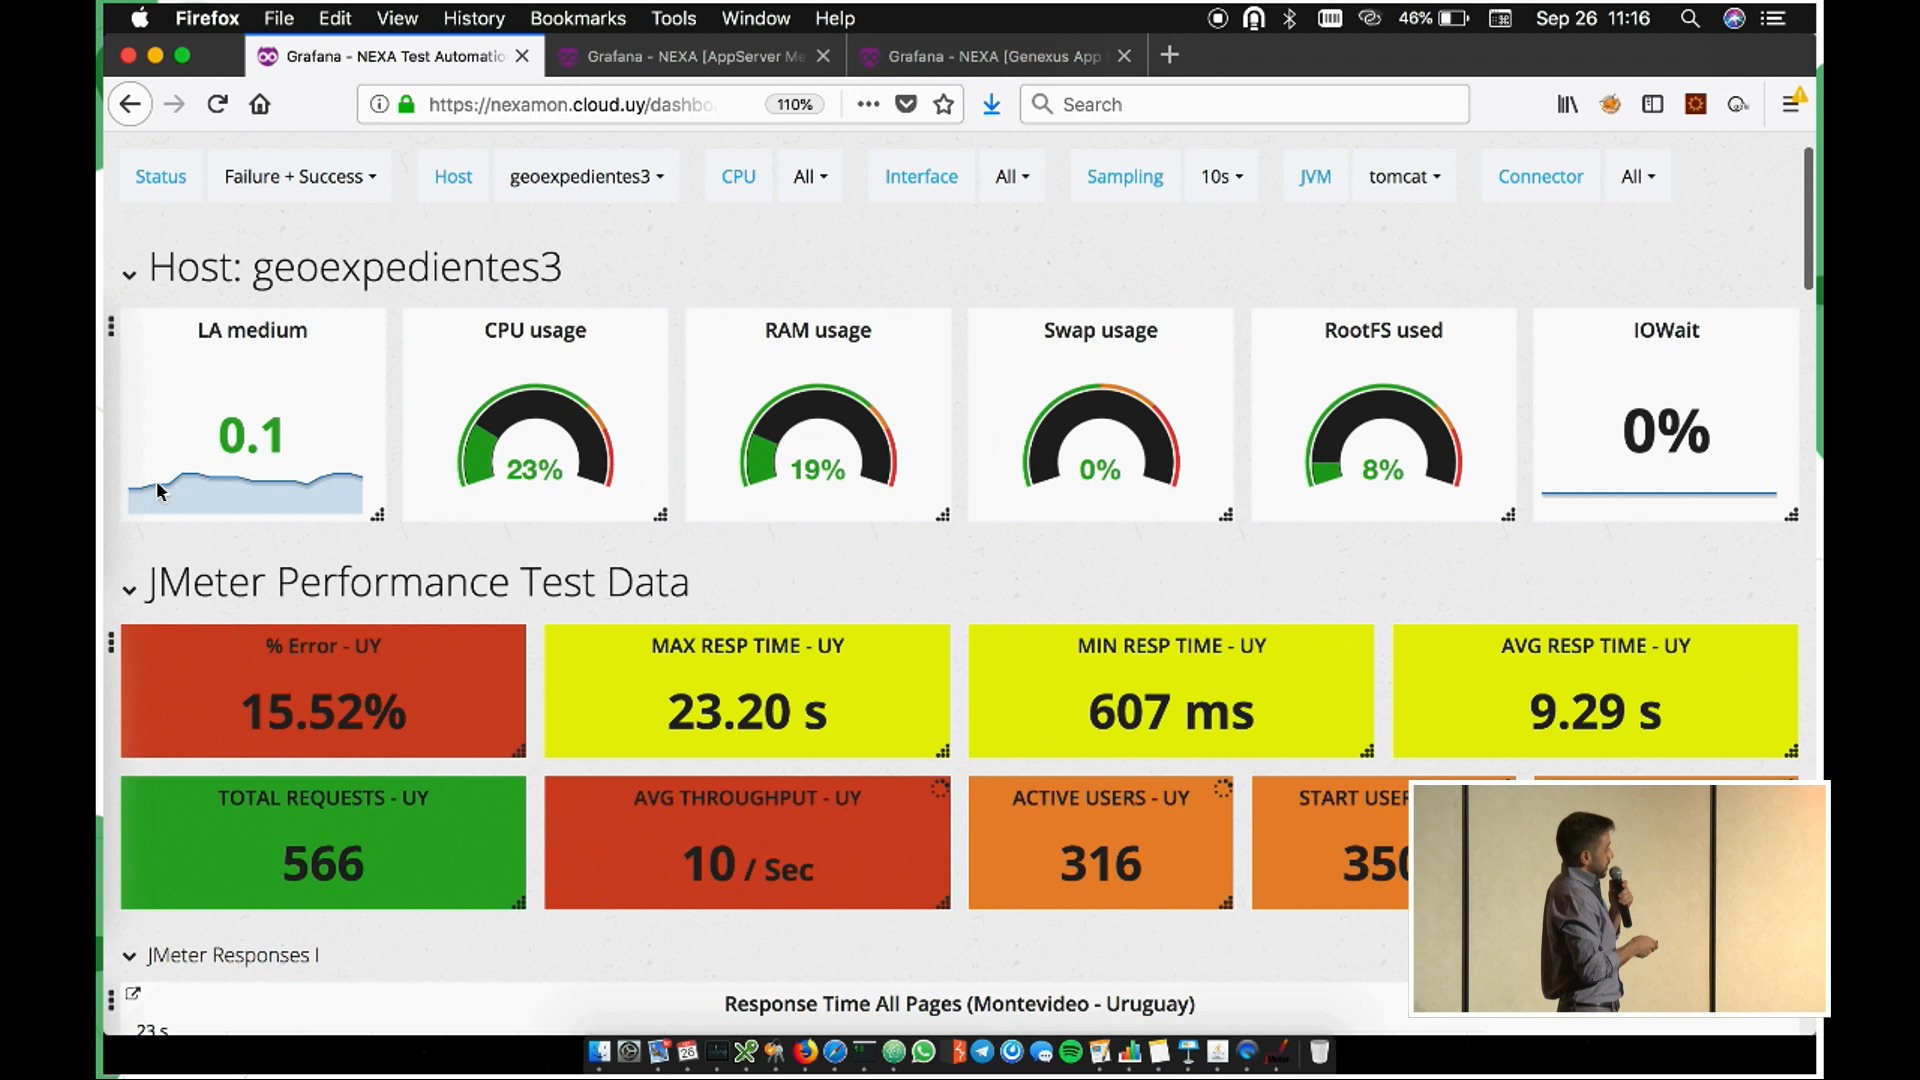 Firefox File Edit View History Bookmarks Tools Window Help 46% Sep 26 11:16
Grafana - NEXA Test Automatio Grafana - NEXA [AppServer Me Grafana - NEXA [Genexus App
https://nexamon.cloud.uy/dashbo 110% Search
Status Failure + Success Host geoexpedientes3 CPU All Interface All Sampling 10s JVM tomcat Connector All
Host: geoexpedientes3
LA medium CPU usage RAM usage Swap usage RootFS used IOWait
0.1 23% 19% 0% 8% 0%
JMeter Performance Test Data
% Error - UY MAX RESP TIME - UY MIN RESP TIME - UY AVG RESP TIME - UY
15.52% 23.20 s 607 ms 9.29 s
TOTAL REQUESTS - UY AVG THROUGHPUT - UY ACTIVE USERS - UY START USER
566 10 / Sec 316 350
JMeter Responses I
Response Time All Pages (Montevideo - Uruguay)
23 s
26